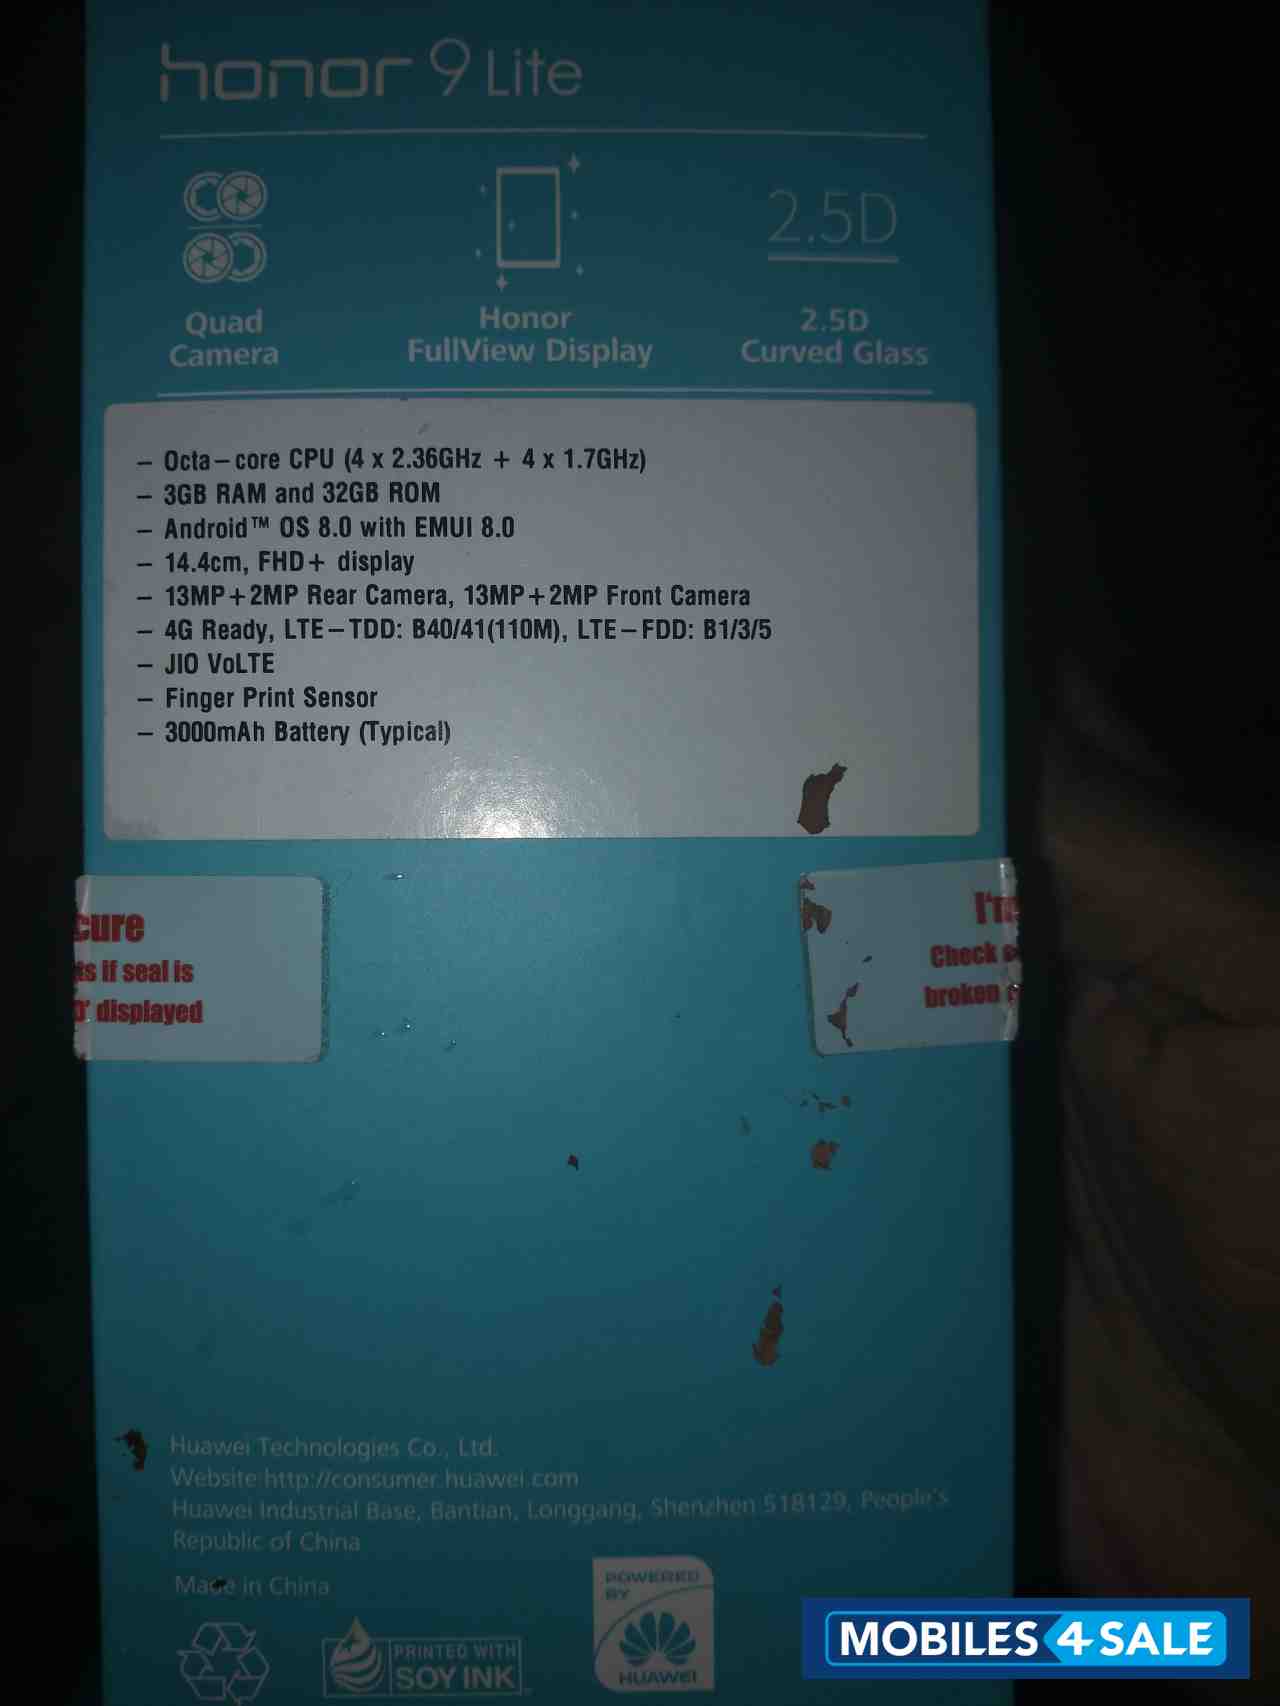 honor 9 Lite
2.5D
Quad
Camera
Honor
FullView Display
2.5D
Curved Glass
– Octa–core CPU (4 x 2.36GHz + 4 x 1.7GHz)
– 3GB RAM and 32GB ROM
– Android™ OS 8.0 with EMUI 8.0
– 14.4cm, FHD+ display
– 13MP+2MP Rear Camera, 13MP+2MP Front Camera
– 4G Ready, LTE–TDD: B40/41(110M), LTE–FDD: B1/3/5
– JIO VoLTE
– Finger Print Sensor
– 3000mAh Battery (Typical)
cure
ts if seal is
displayed
I'm
Check
broken
Huawei Technologies Co., Ltd.
Website:http://consumer.huawei.com
Huawei Industrial Base, Bantian, Longgang, Shenzhen 518129, People's
Republic of China
Made in China
PRINTED WITH
SOY INK
POWERED
BY
HUAWEI
MOBILES4SALE